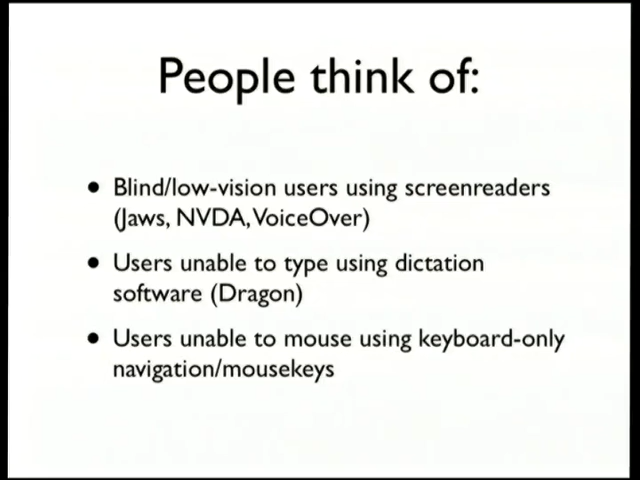 People think of:
• Blind/low-vision users using screenreaders
(Jaws, NVDA, VoiceOver)
• Users unable to type using dictation
software (Dragon)
• Users unable to mouse using keyboard-only
navigation/mousekeys